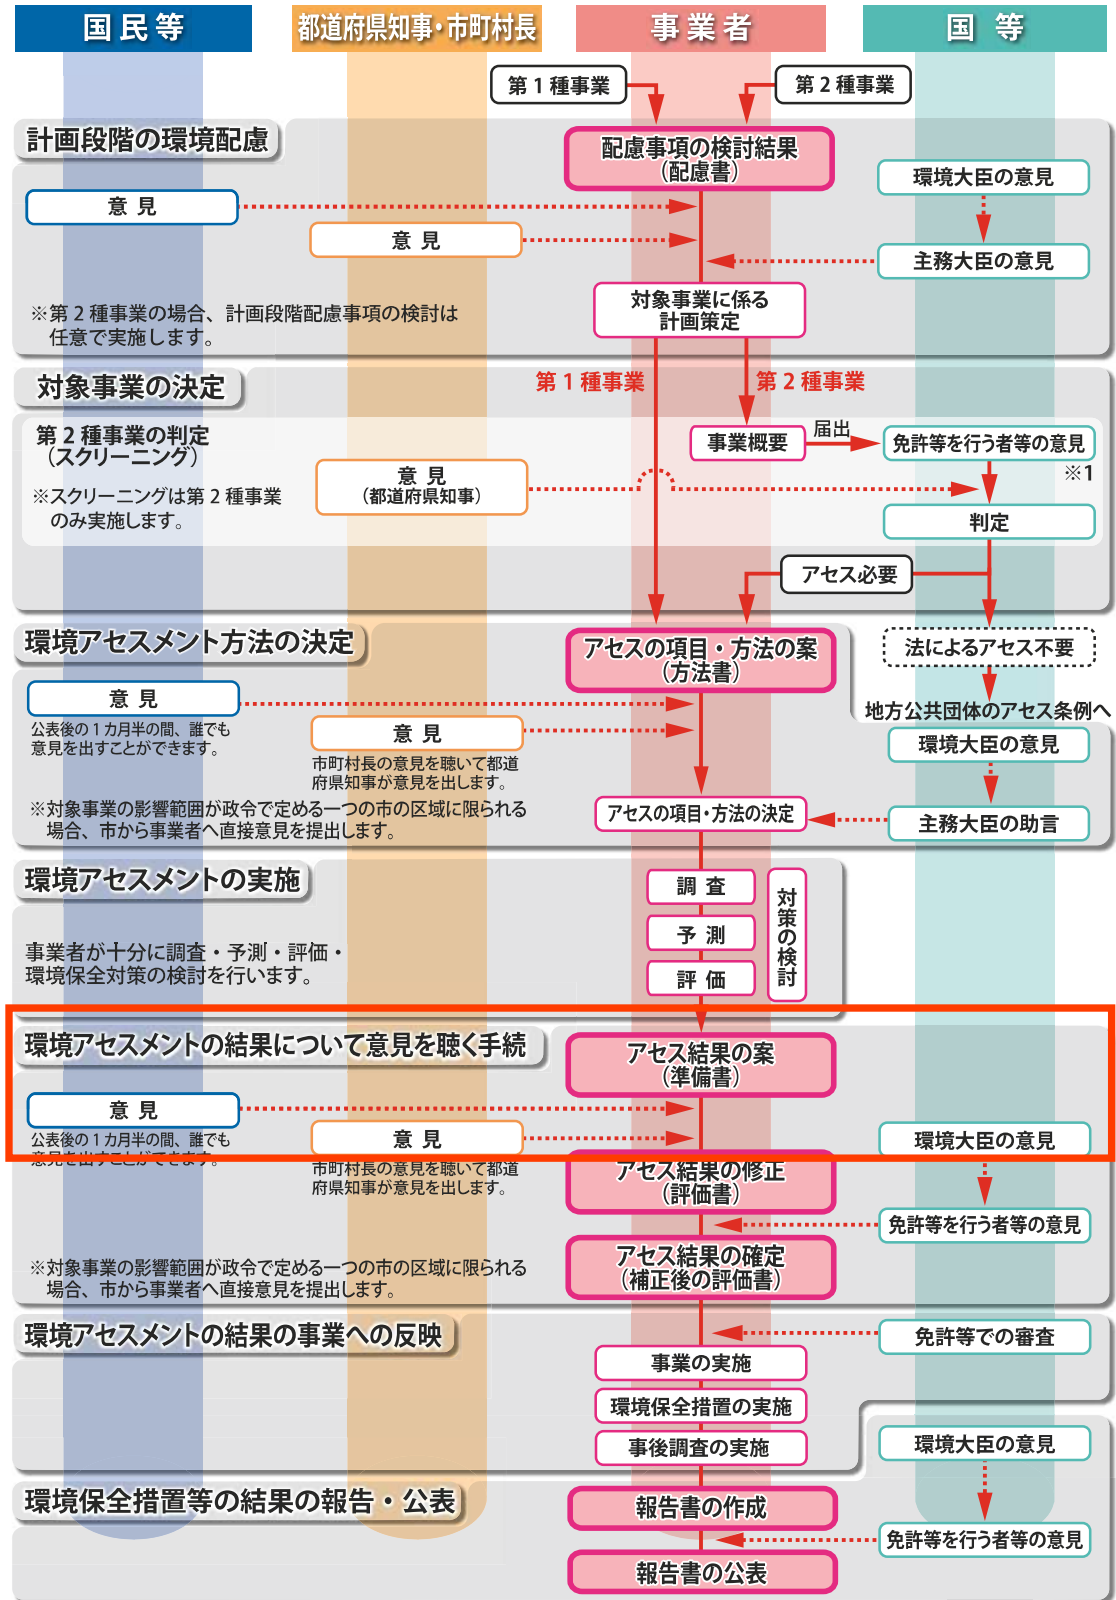 国民等
都道府県知事・市町村長
事業者
国 等
第１種事業
第２種事業
計画段階の環境配慮
配慮事項の検討結果
（配慮書）
環境大臣の意見
意 見
意 見
主務大臣の意見
対象事業に係る
計画策定
※第２種事業の場合、計画段階配慮事項の検討は
任意で実施します。
対象事業の決定
第１種事業
第２種事業
第２種事業の判定
（スクリーニング）
事業概要
届出
免許等を行う者等の意見
※1
意 見
（都道府県知事）
※スクリーニングは第２種事業
のみ実施します。
判定
アセス必要
環境アセスメント方法の決定
アセスの項目・方法の案
（方法書）
法によるアセス不要
地方公共団体のアセス条例へ
意 見
公表後の１カ月半の間、誰でも
意見を出すことができます。
意 見
市町村長の意見を聴いて都道
府県知事が意見を出します。
環境大臣の意見
※対象事業の影響範囲が政令で定める一つの市の区域に限られる
場合、市から事業者へ直接意見を提出します。
アセスの項目・方法の決定
主務大臣の助言
環境アセスメントの実施
調 査
予 測
評 価
対策の検討
事業者が十分に調査・予測・評価・
環境保全対策の検討を行います。
環境アセスメントの結果について意見を聴く手続
アセス結果の案
（準備書）
意 見
公表後の１カ月半の間、誰でも
意見を出すことができます。
意 見
市町村長の意見を聴いて都道
府県知事が意見を出します。
環境大臣の意見
アセス結果の修正
（評価書）
免許等を行う者等の意見
アセス結果の確定
（補正後の評価書）
※対象事業の影響範囲が政令で定める一つの市の区域に限られる
場合、市から事業者へ直接意見を提出します。
環境アセスメントの結果の事業への反映
免許等での審査
事業の実施
環境保全措置の実施
事後調査の実施
環境大臣の意見
環境保全措置等の結果の報告・公表
報告書の作成
免許等を行う者等の意見
報告書の公表